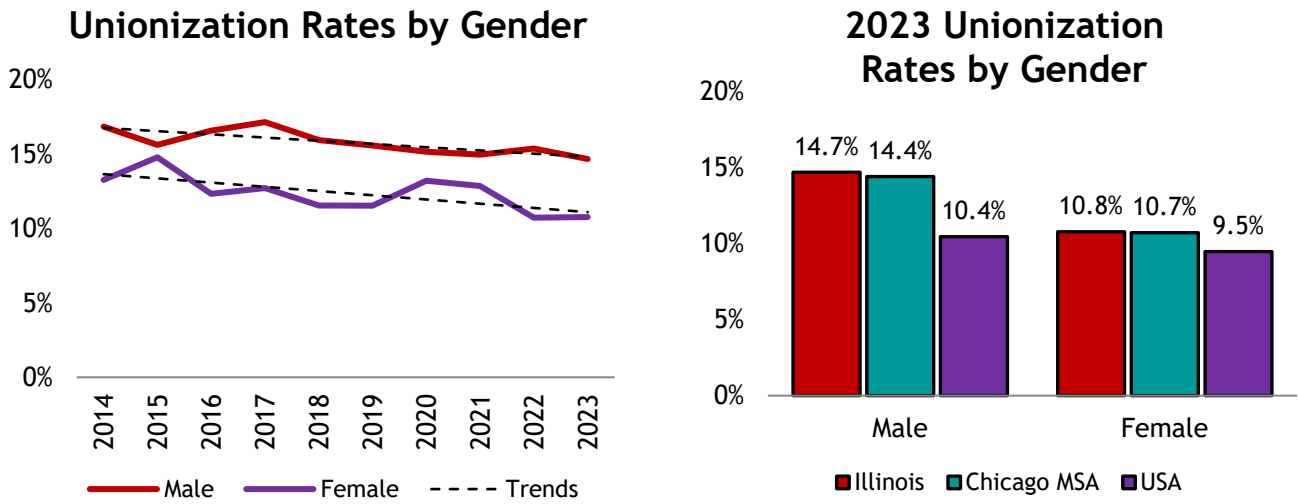 Unionization Rates by Gender
20%
15%
10%
5%
0%
2014 2015 2016 2017 2018 2019 2020 2021 2022 2023
Male Female Trends
2023 Unionization
Rates by Gender
20%
15%
10%
5%
0%
14.7% 14.4% 10.4% 10.8% 10.7% 9.5%
Male Female
Illinois Chicago MSA USA